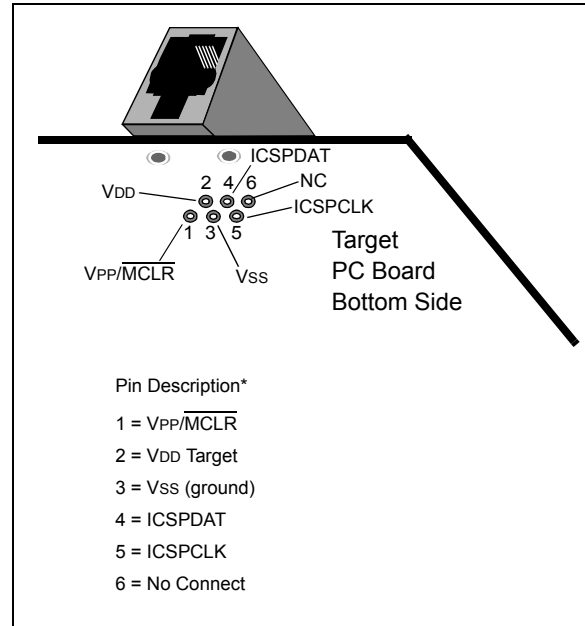 ICSPDAT
2 4 6 NC
VDD
ICSPCLK
1 3 5
Target
PC Board
Bottom Side
VPP/MCLR
VSS
Pin Description*
1 = VPP/MCLR
2 = VDD Target
3 = VSS (ground)
4 = ICSPDAT
5 = ICSPCLK
6 = No Connect